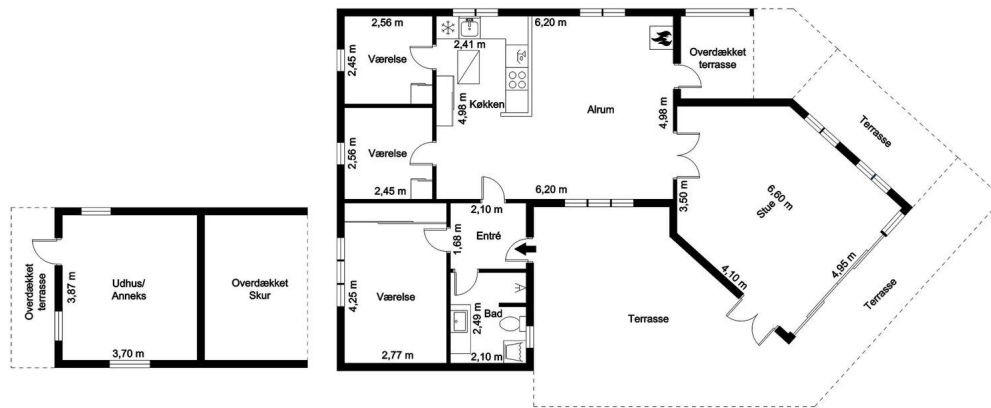 2,56 m
2,45 m
Værelse
2,41 m
6,20 m
Køkken
4,98 m
Alrum
4,98 m
Overdækket
terrasse
Terrasse
2,56 m
Værelse
2,45 m
6,20 m
3,50 m
6,60 m
Stue
4,95 m
4,10 m
Terrasse
2,10 m
1,68 m
Entré
4,25 m
Værelse
2,77 m
2,49 m
Bad
2,10 m
Terrasse
Overdækket
terrasse
3,87 m
Udhus/
Anneks
3,70 m
Overdækket
Skur